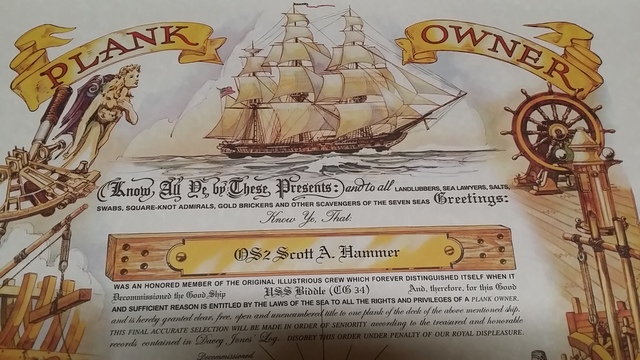 PLANK OWNER
Know, All Ye by These, Presents: and to all LANDLUBBERS, SEA LAWYERS, SALTS,
SWABS, SQUARE-KNOT ADMIRALS, GOLD BRICKERS AND OTHER SCAVENGERS OF THE SEVEN SEAS Greetings:
Know Ye, That:
OS2 Scott A. Hammer
WAS AN HONORED MEMBER OF THE ORIGINAL ILLUSTRIOUS CREW WHICH FOREVER DISTINGUISHED ITSELF WHEN IT
Decommissioned the Good Ship USS Biddle (CG 34) And, therefore, for this Good
AND SUFFICIENT REASON IS ENTITLED BY THE LAWS OF THE SEA TO ALL THE RIGHTS AND PRIVILEGES OF A PLANK OWNER,
and is hereby granted clear, free, open and unencumbered title to one plank of the deck of the above mentioned ship.
THIS FINAL ACCURATE SELECTION WILL BE MADE IN ORDER OF SENIORITY according to the treasured and honorable
records contained in Davey Jones' Log. DISOBEY THIS ORDER UNDER PENALTY OF OUR ROYAL DISPLEASURE.
Decommissioned